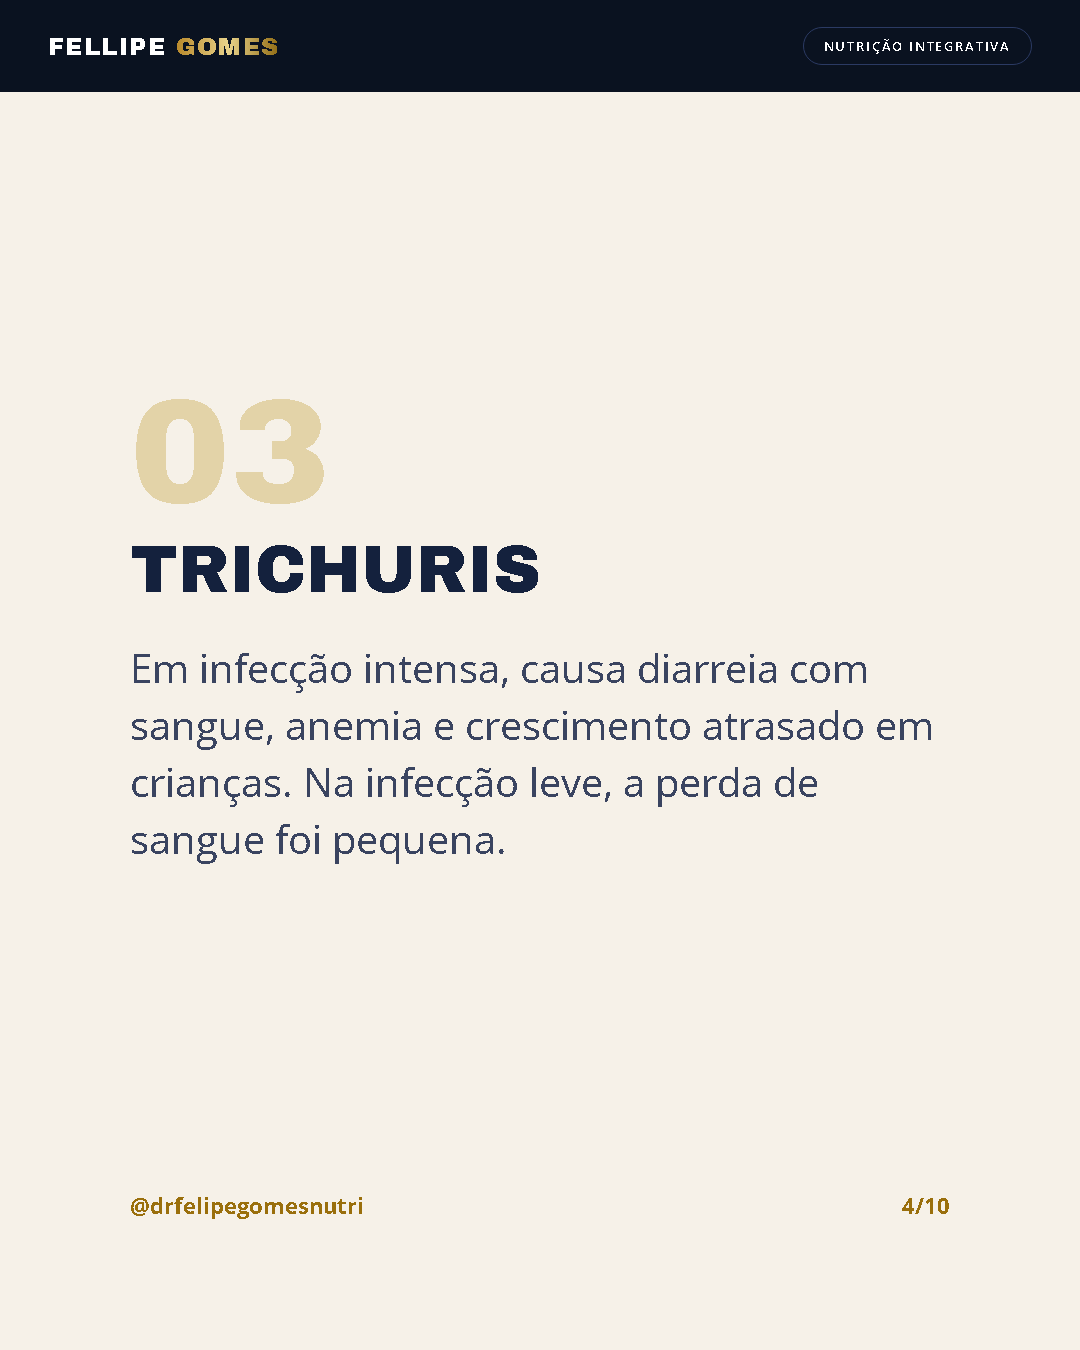 FELLIPE GOMES
NUTRIÇÃO INTEGRATIVA
03
TRICHURIS
Em infecção intensa, causa diarreia com
sangue, anemia e crescimento atrasado em
crianças. Na infecção leve, a perda de
sangue foi pequena.
@drfelipegomesnutri
4/10